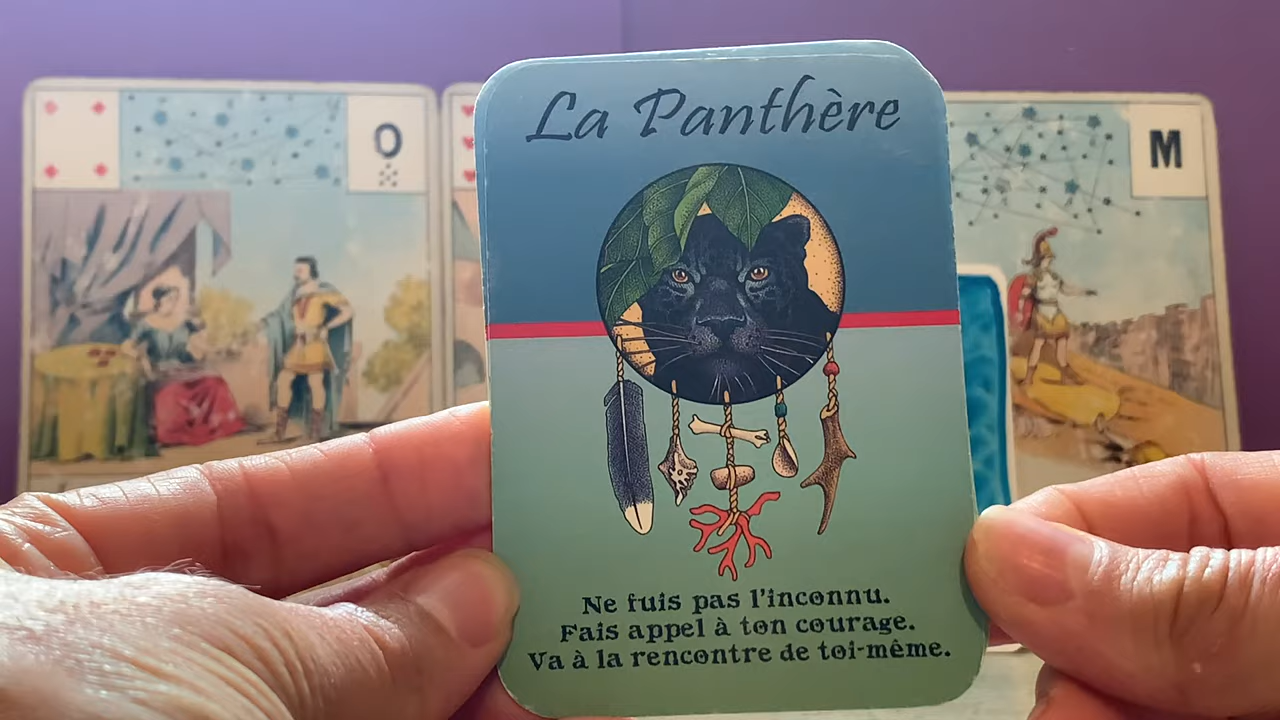 O
La Panthère
M
Ne fuis pas l'inconnu.
Fais appel à ton courage.
Va à la rencontre de toi-même.